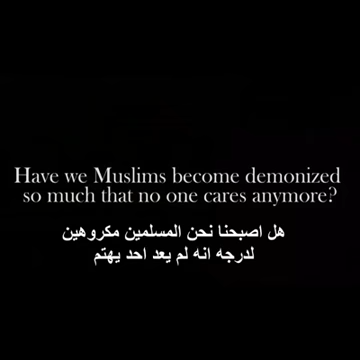 Have we Muslims become demonized
so much that no one cares anymore?
هل اصبحنا نحن المسلمين مكروهين
لدرجه انه لم يعد احد يهتم